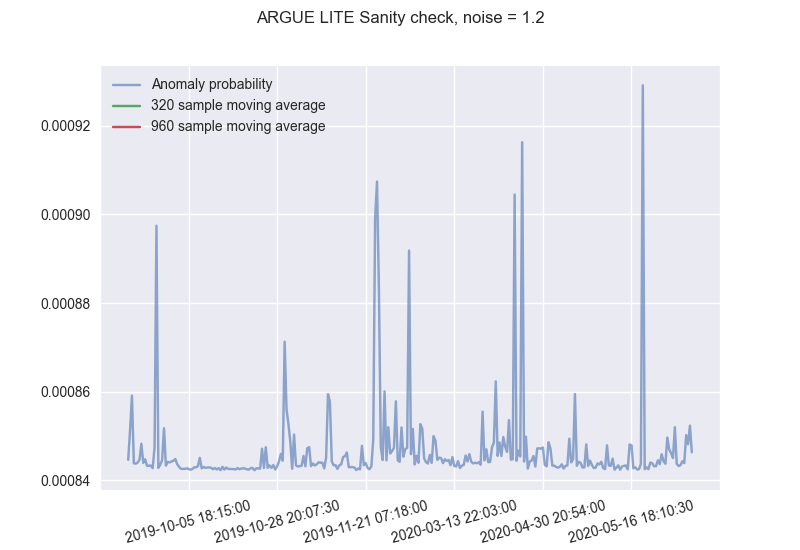 ARGUE LITE Sanity check, noise = 1.2
Anomaly probability
320 sample moving average
960 sample moving average
0.00092
0.00090
0.00088
0.00086
0.00084
2019-10-05 18:15:00
2019-10-28 20:07:30
2019-11-21 07:18:00
2020-03-13 22:03:00
2020-04-30 20:54:00
2020-05-16 18:10:30